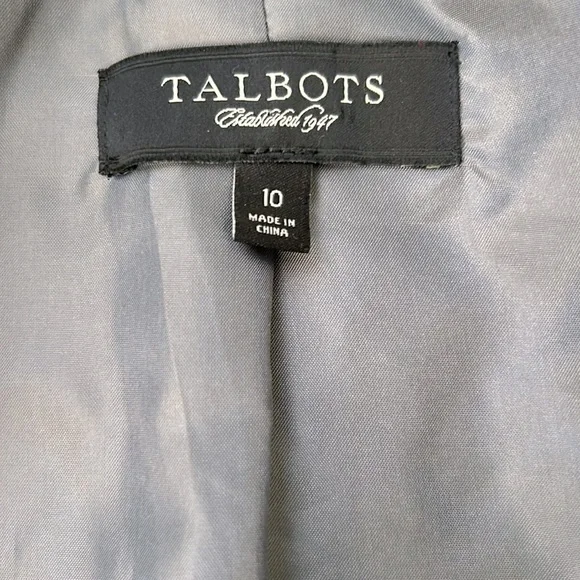 TALBOTS
Established 1947
10
MADE IN
CHINA